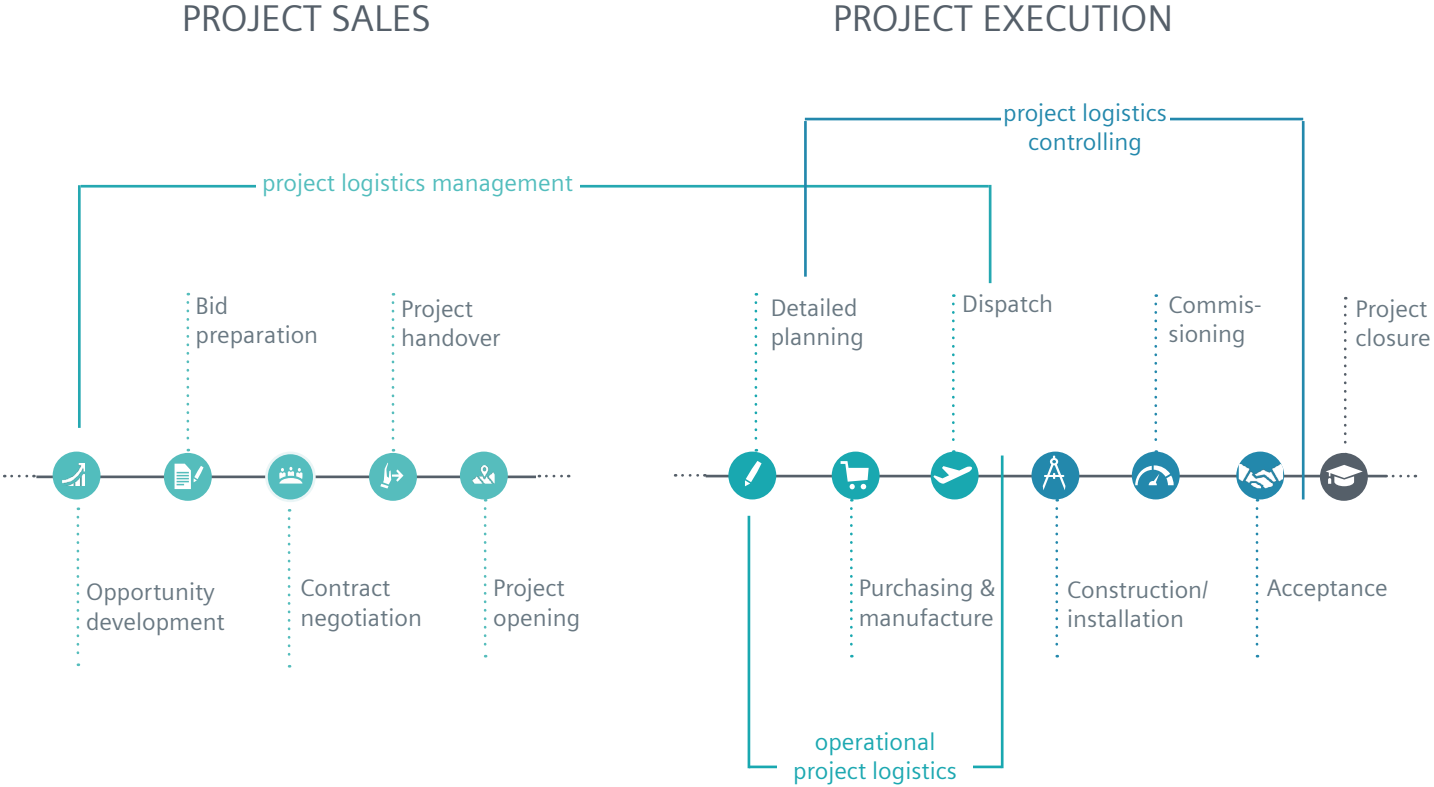 PROJECT SALES
PROJECT EXECUTION
project logistics
controlling
project logistics management
Bid
preparation
Project
handover
Detailed
planning
Dispatch
Commis-
sioning
Project
closure
Opportunity
development
Contract
negotiation
Project
opening
Purchasing &
manufacture
Construction/
installation
Acceptance
operational
project logistics